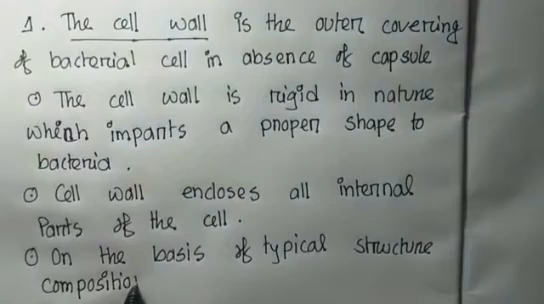 1. The cell wall is the outer covering
of bacterial cell in absence of capsule
⊙ The cell wall is rigid in nature
which imparts a proper shape to
bacteria.
⊙ Cell wall encloses all internal
Parts of the cell.
⊙ On the basis of typical structure
compositio